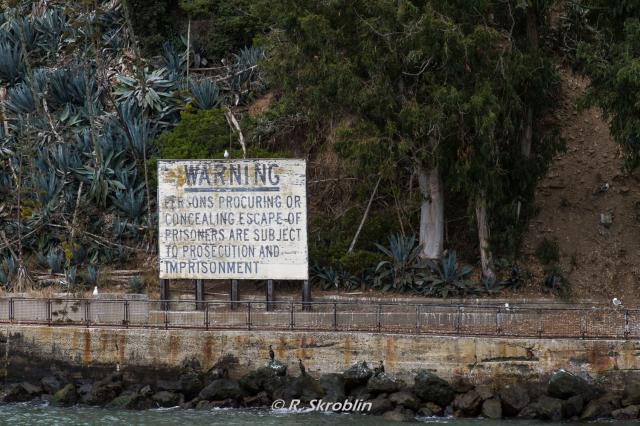 WARNING
PERSONS PROCURING OR
CONCEALING ESCAPE OF
PRISONERS ARE SUBJECT
TO PROSECUTION AND
IMPRISONMENT
© R. Skroblin